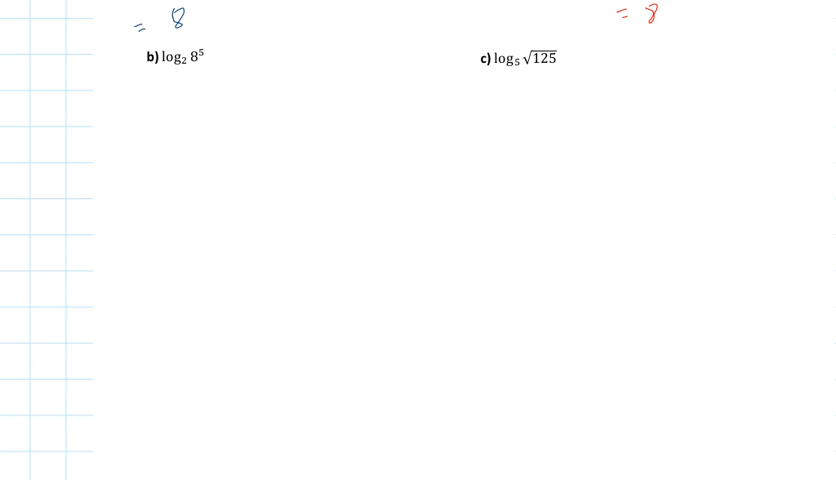 = 8 = 8
b) log₂ 8⁵ c) log₅ √125